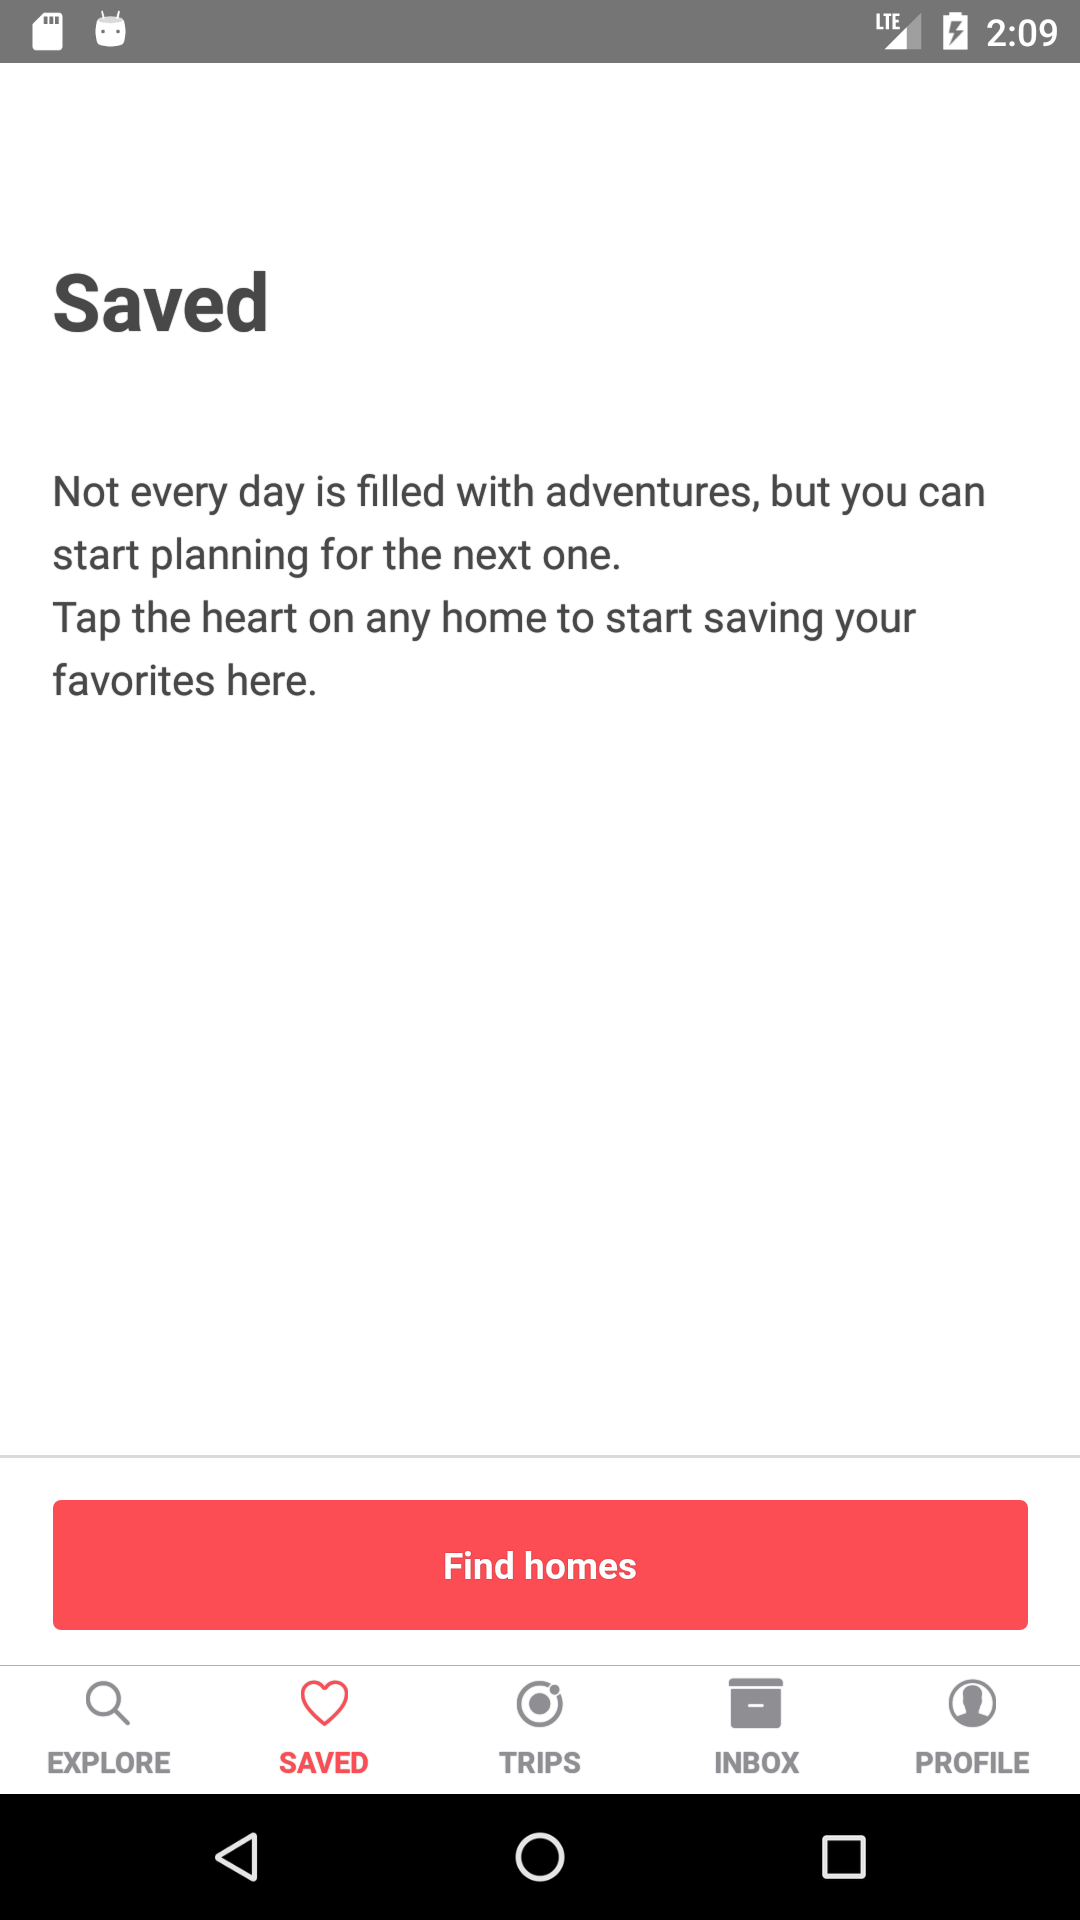 LTE 2:09
Saved
Not every day is filled with adventures, but you can
start planning for the next one.
Tap the heart on any home to start saving your
favorites here.
Find homes
EXPLORE SAVED TRIPS INBOX PROFILE